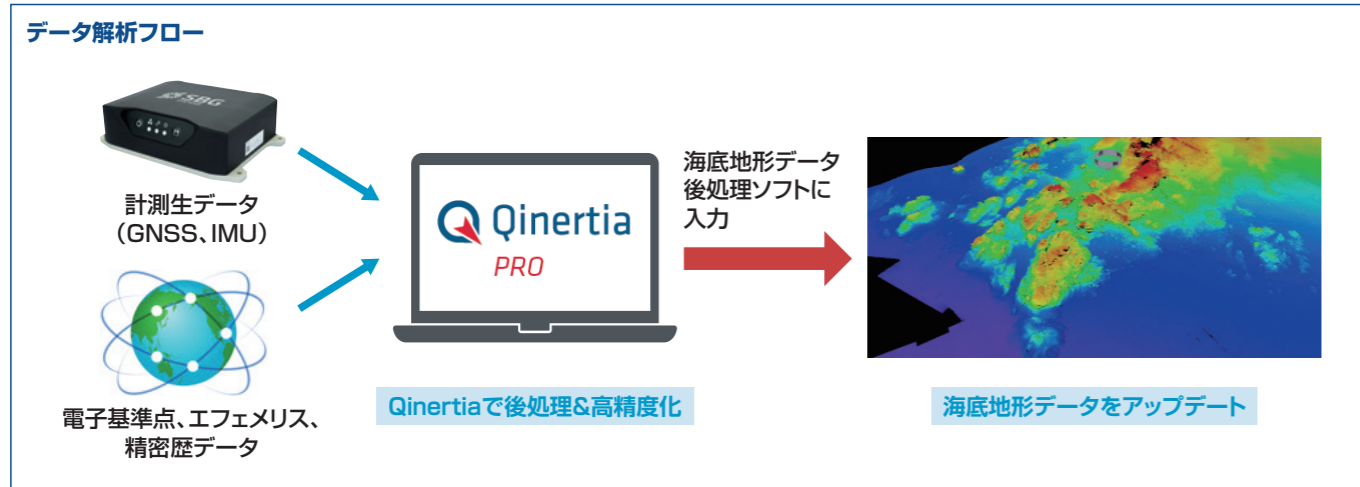 データ解析フロー
SBG
計測生データ
（GNSS、IMU）
電子基準点、エフェメリス、
精密歴データ
Qinertia
PRO
Qinertiaで後処理&高精度化
海底地形データ
後処理ソフトに
入力
海底地形データをアップデート